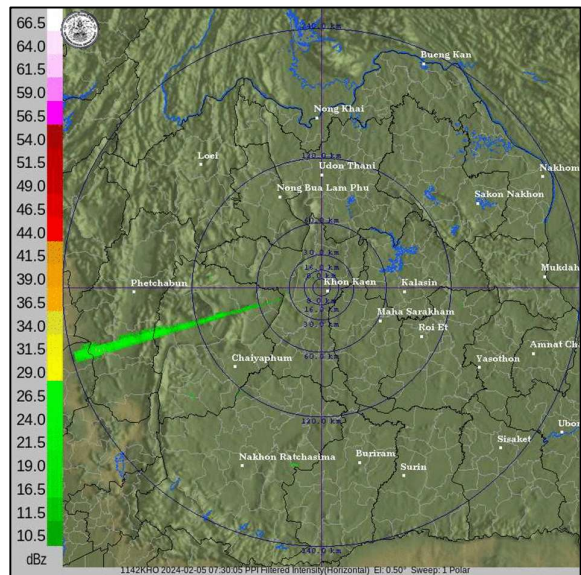 66.5
64.0
61.5
59.0
56.5
54.0
51.5
49.0
46.5
44.0
41.5
39.0
36.5
34.0
31.5
29.0
26.5
24.0
21.5
19.0
16.5
13.0
10.5
dBz
Bueng Kan
Nong Khai
Loei
Udon Thani
Nong Bua Lam Phu
Nakhom
Sakon Nakhon
Mukdah
Phetchabun
Khon Kaen
Kalasin
Maha Sarakham
Roi Et
Chaiyaphum
Yasothon
Amnat Ch
Ubon
Nakhon Ratchasima
Buriram
Surin
Sisaket
120.0 km
1142KRO 2024-02-05 07:30:05 PPI Filtered Intensity(Horizontal) El: 0.50° Sweep: 1 Polar